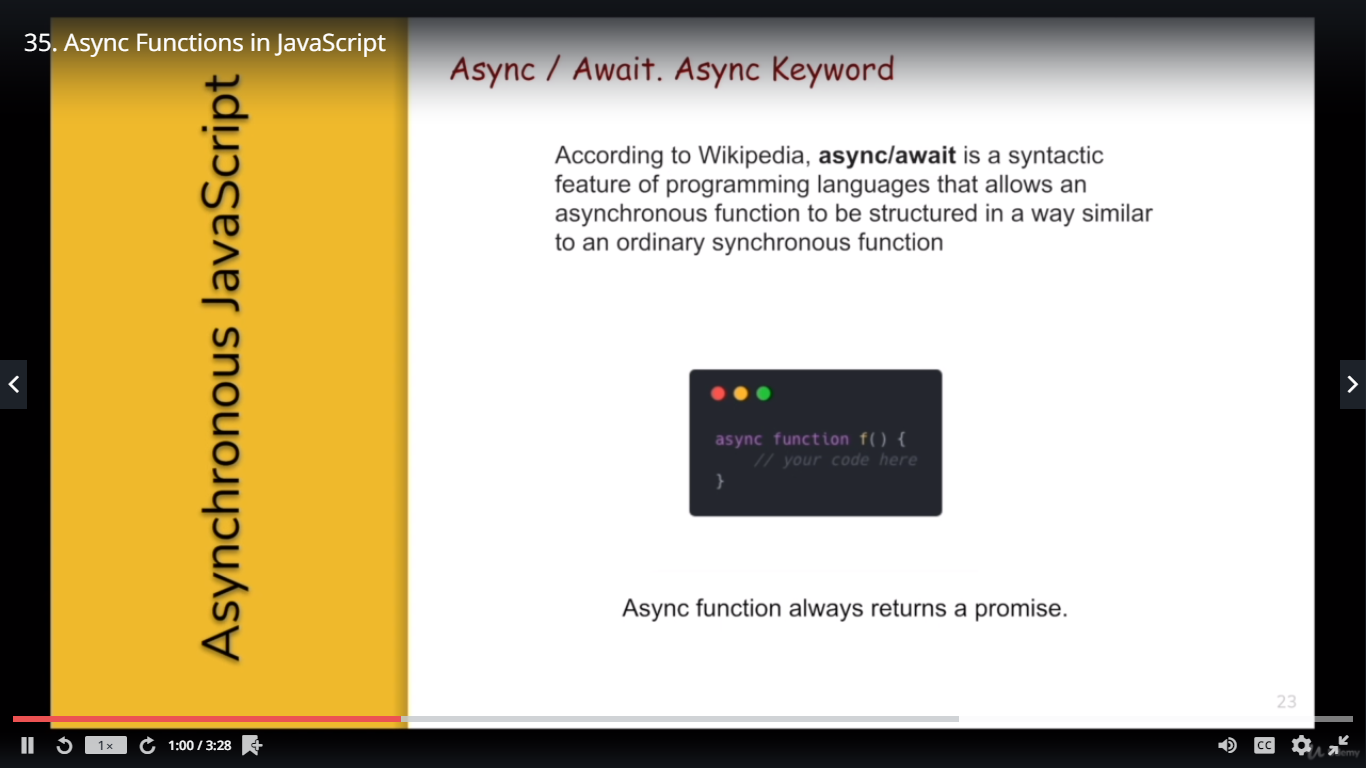 35. Async Functions in JavaScript
Asynchronous JavaScript
Async / Await. Async Keyword
According to Wikipedia, async/await is a syntactic
feature of programming languages that allows an
asynchronous function to be structured in a way similar
to an ordinary synchronous function
async function f() {
// your code here
}
Async function always returns a promise.
23
1×
1:00 / 3:28
CC